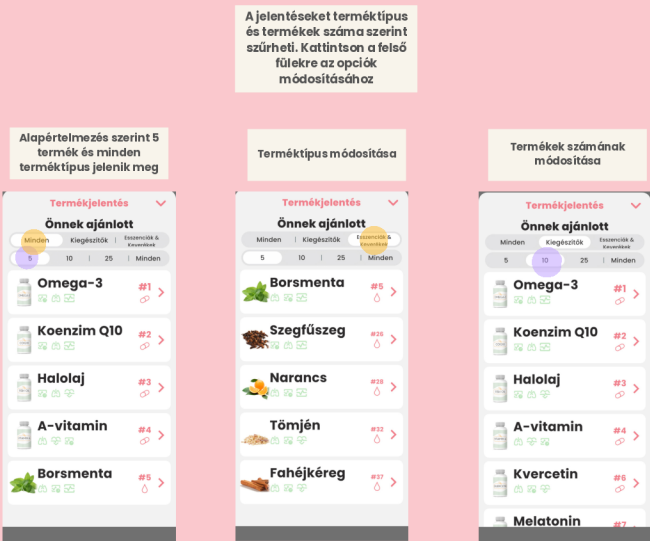 A jelentéseket terméktípus
és termékek száma szerint
szűrheti. Kattintson a felső
fülekre az opciók
módosításához
Alapértelmezés szerint 5
termék és minden
terméktípus jelenik meg
Terméktípus módosítása
Termékek számának
módosítása
Termékjelentés
Önnek ajánlott
Minden | Kiegészítők | Esszenciák &
Keverékek
5 | 10 | 25 | Minden
Omega-3 #1
Koenzim Q10 #2
Halolaj #3
A-vitamin #4
Borsmenta #5
Termékjelentés
Önnek ajánlott
Minden | Kiegészítők Esszenciák &
Keverékek
5 10 | 25 | Minden
Borsmenta #5
Szegfűszeg #26
Narancs #28
Tömjén #32
Fahéjkéreg #37
Termékjelentés
Önnek ajánlott
Minden Kiegészítők Esszenciák &
Keverékek
5 | 10 25 | Minden
Omega-3 #1
Koenzim Q10 #2
Halolaj #3
A-vitamin #4
Kvercetin #6
Melatonin #7